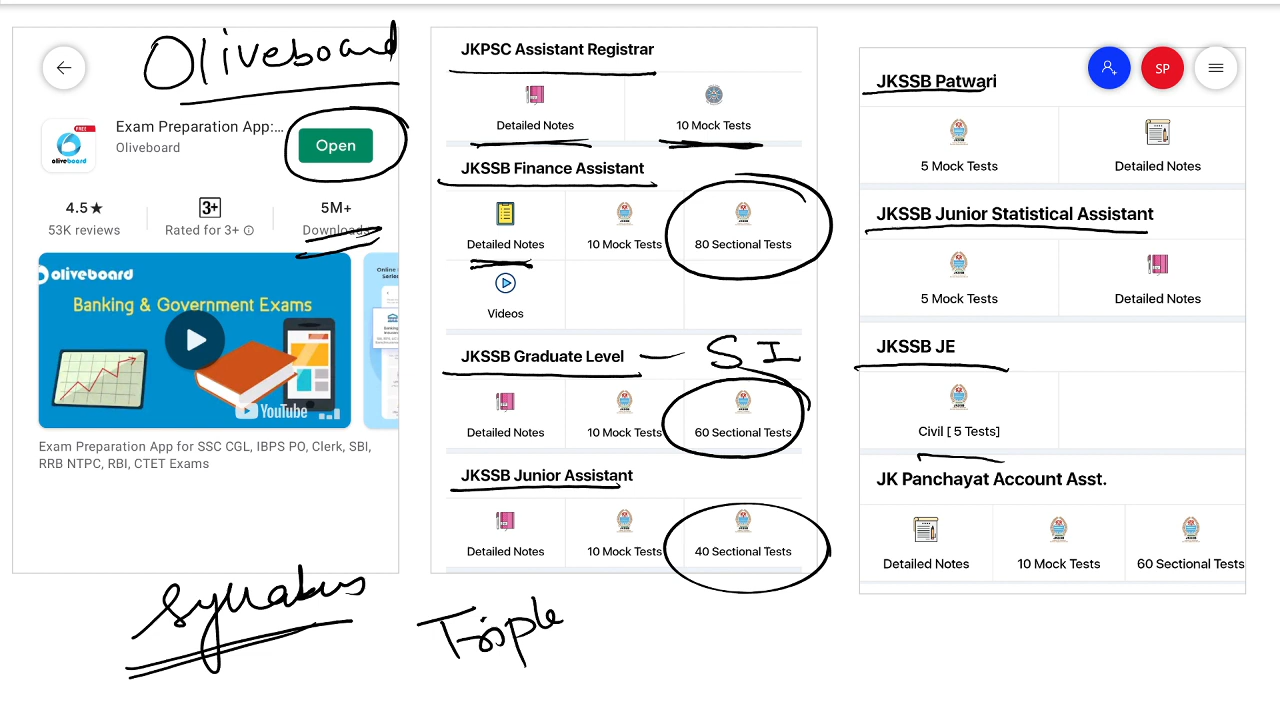 Oliveboard
Exam Preparation App:...
Oliveboard
Open
FREE
oliveboard
4.5★
3+
5M+
53K reviews
Rated for 3+
Downloads
oliveboard
Banking & Government Exams
YouTube
Exam Preparation App for SSC CGL, IBPS PO, Clerk, SBI,
RRB NTPC, RBI, CTET Exams
Syllabus
Triple
JKPSC Assistant Registrar
Detailed Notes
10 Mock Tests
JKSSB Finance Assistant
Detailed Notes
10 Mock Tests
80 Sectional Tests
Videos
JKSSB Graduate Level — SI
Detailed Notes
10 Mock Tests
60 Sectional Tests
JKSSB Junior Assistant
Detailed Notes
10 Mock Tests
40 Sectional Tests
SP
JKSSB Patwari
5 Mock Tests
Detailed Notes
JKSSB Junior Statistical Assistant
5 Mock Tests
Detailed Notes
JKSSB JE
Civil [ 5 Tests]
JK Panchayat Account Asst.
Detailed Notes
10 Mock Tests
60 Sectional Tests